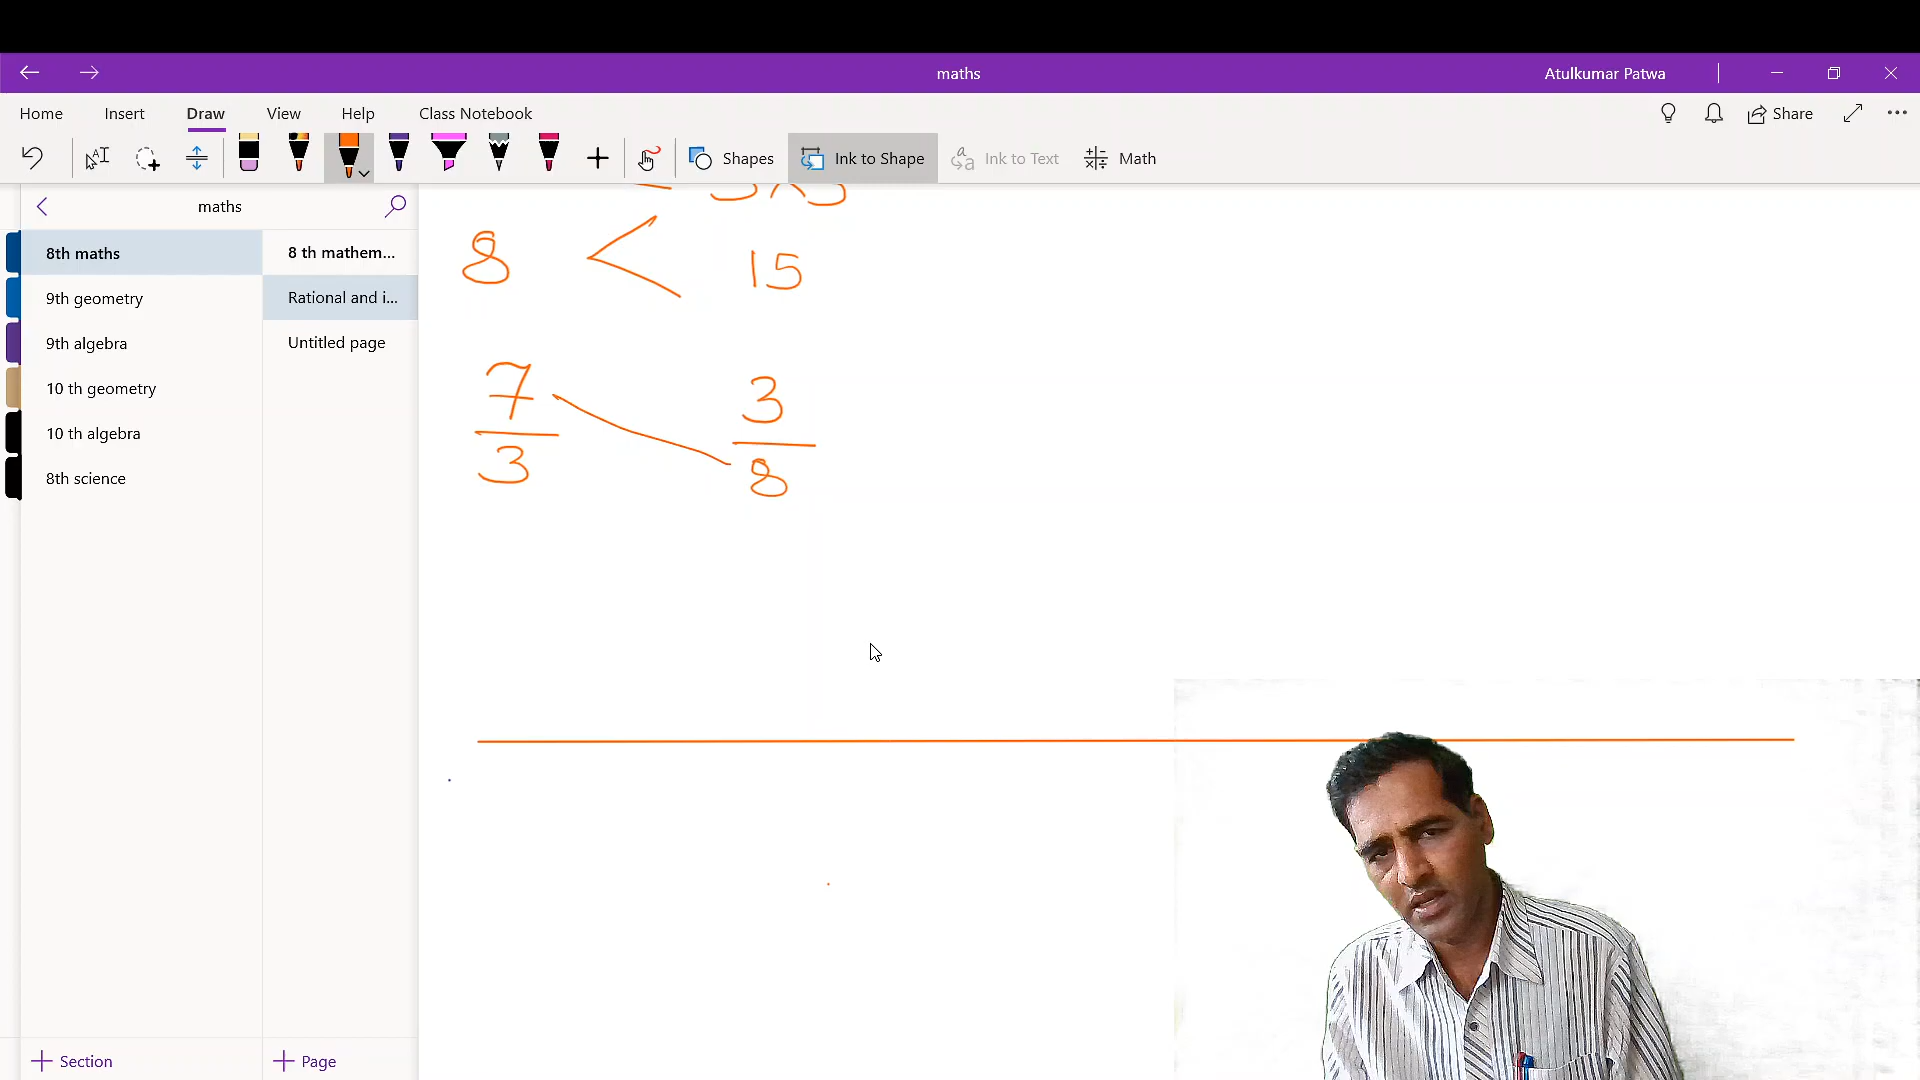 maths
Atulkumar Patwa
Home Insert Draw View Help Class Notebook
Share
Shapes Ink to Shape Ink to Text Math
maths
8th maths
9th geometry
9th algebra
10 th geometry
10 th algebra
8th science
8 th mathem...
Rational and i...
Untitled page
8 < 15
7 3
3 8
Section
Page